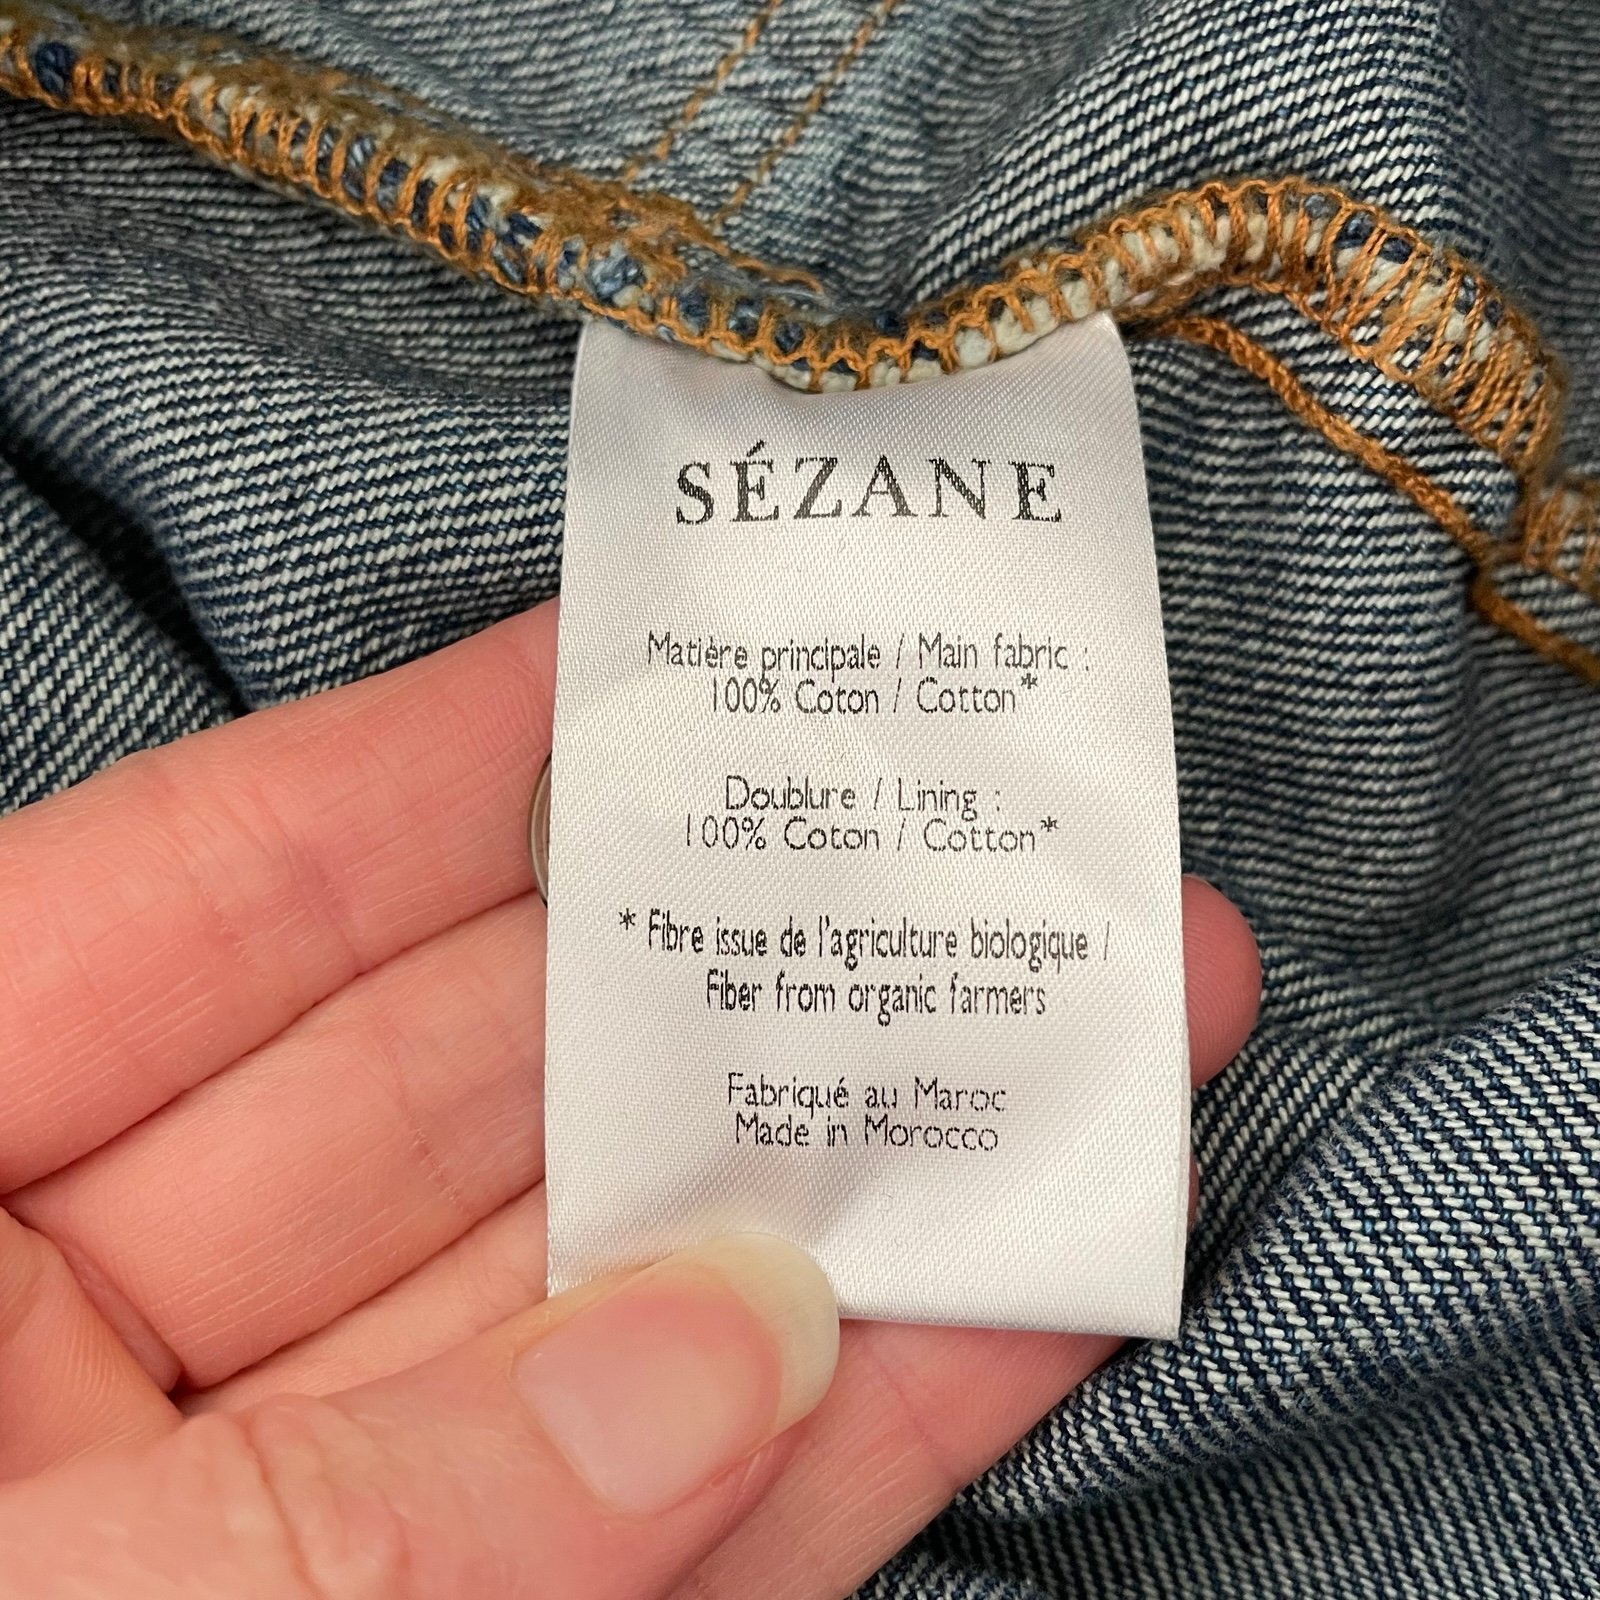 SÉZANE
Matière principale / Main fabric :
100% Coton / Cotton*
Doublure / Lining :
100% Coton / Cotton*
* Fibre issue de l'agriculture biologique /
Fiber from organic farmers
Fabriqué au Maroc
Made in Morocco